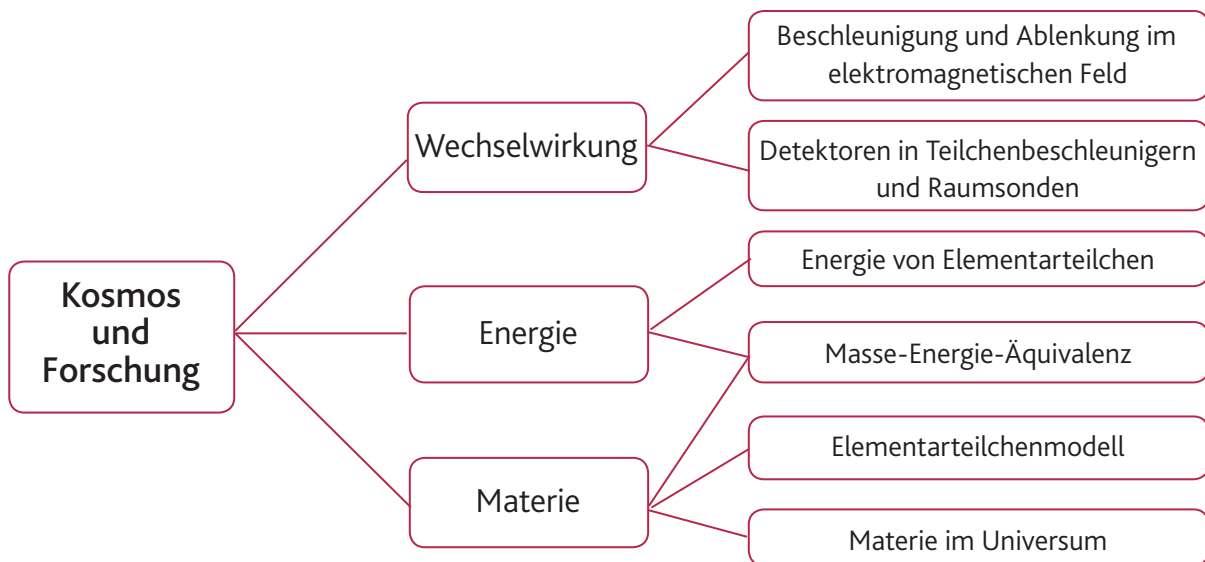 Kosmos
und
Forschung
Wechselwirkung
Beschleunigung und Ablenkung im
elektromagnetischen Feld
Detektoren in Teilchenbeschleunigern
und Raumsonden
Energie
Energie von Elementarteilchen
Masse-Energie-Äquivalenz
Materie
Elementarteilchenmodell
Materie im Universum